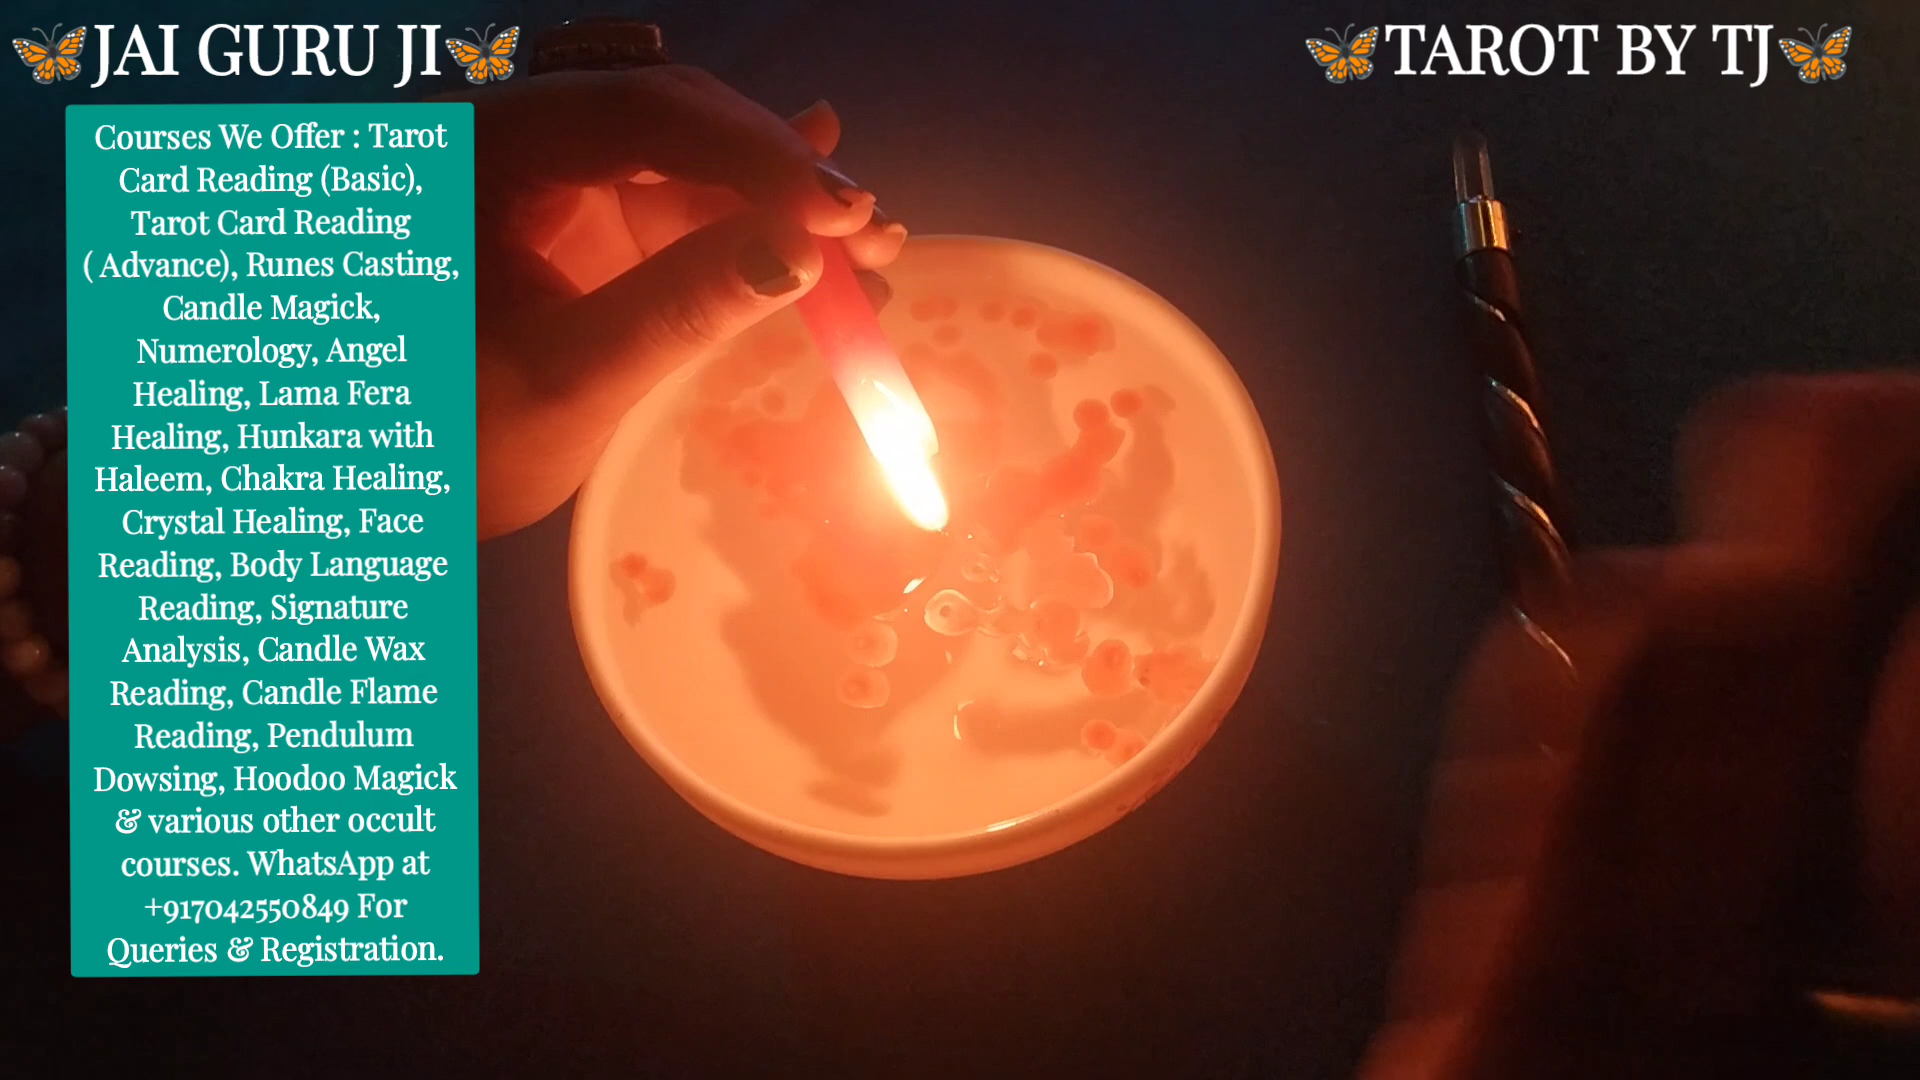 🦋JAI GURU JI🦋
🦋TAROT BY TJ🦋
Courses We Offer : Tarot
Card Reading (Basic),
Tarot Card Reading
( Advance), Runes Casting,
Candle Magick,
Numerology, Angel
Healing, Lama Fera
Healing, Hunkara with
Haleem, Chakra Healing,
Crystal Healing, Face
Reading, Body Language
Reading, Signature
Analysis, Candle Wax
Reading, Candle Flame
Reading, Pendulum
Dowsing, Hoodoo Magick
& various other occult
courses. WhatsApp at
+917042550849 For
Queries & Registration.